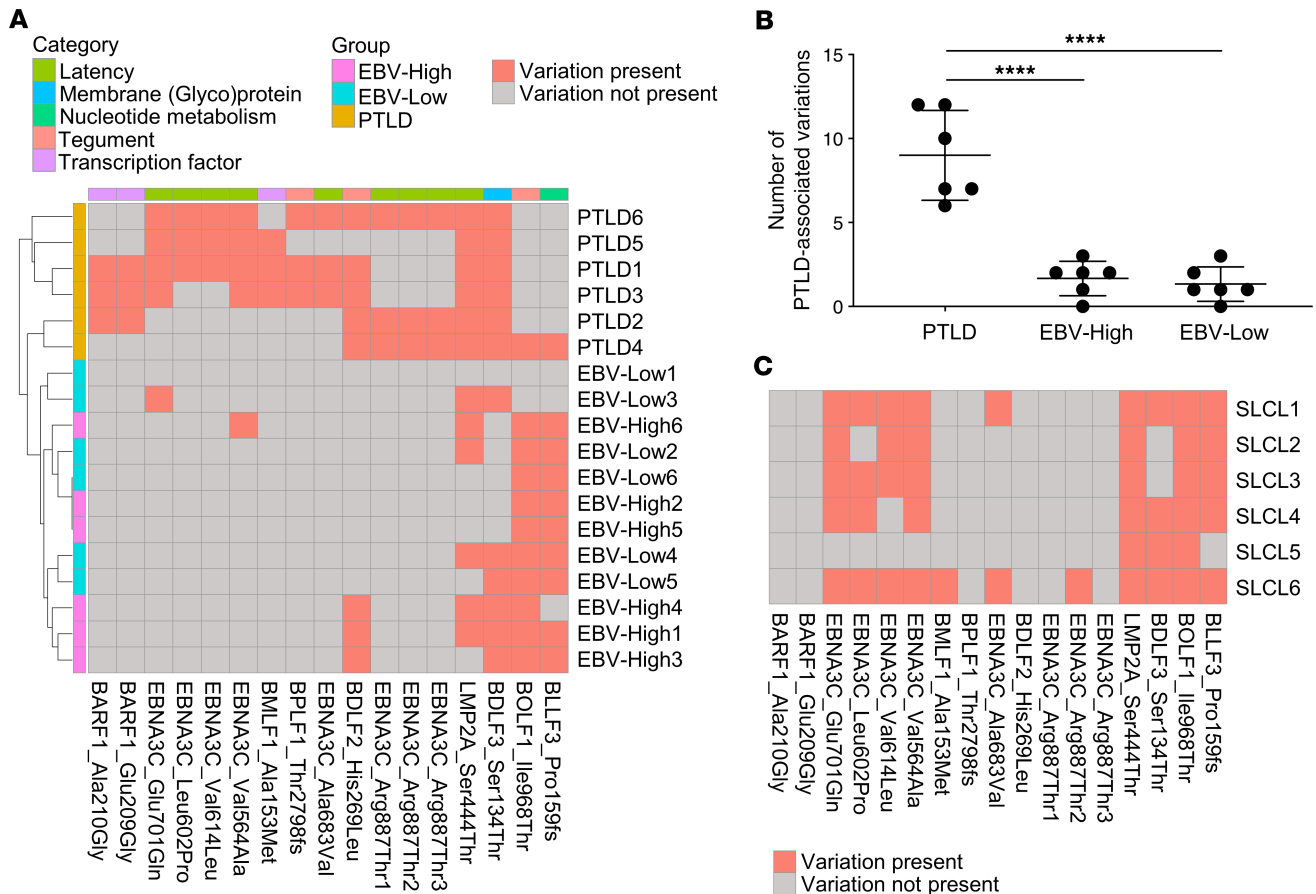 A
Category
Latency
Membrane (Glyco)protein
Nucleotide metabolism
Tegument
Transcription factor
Group
EBV-High
EBV-Low
PTLD
Variation present
Variation not present
PTLD6
PTLD5
PTLD1
PTLD3
PTLD2
PTLD4
EBV-Low1
EBV-Low3
EBV-High6
EBV-Low2
EBV-Low6
EBV-High2
EBV-High5
EBV-Low4
EBV-Low5
EBV-High4
EBV-High1
EBV-High3
BARF1_Ala210Gly
BARF1_Glu209Gly
EBNA3C_Glu701Gln
EBNA3C_Leu602Pro
EBNA3C_Val614Leu
EBNA3C_Val564Ala
BMLF1_Ala153Met
BPLF1_Thr2798fs
EBNA3C_Ala683Val
BDLF2_His269Leu
EBNA3C_Arg887Thr1
EBNA3C_Arg887Thr2
EBNA3C_Arg887Thr3
LMP2A_Ser444Thr
BDLF3_Ser134Thr
BOLF1_Ile968Thr
BLLF3_Pro159fs
B
Number of
PTLD-associated variations
15
10
5
0
****
****
PTLD
EBV-High
EBV-Low
C
SLCL1
SLCL2
SLCL3
SLCL4
SLCL5
SLCL6
BARF1_Ala210Gly
BARF1_Glu209Gly
EBNA3C_Glu701Gln
EBNA3C_Leu602Pro
EBNA3C_Val614Leu
EBNA3C_Val564Ala
BMLF1_Ala153Met
BPLF1_Thr2798fs
EBNA3C_Ala683Val
BDLF2_His269Leu
EBNA3C_Arg887Thr1
EBNA3C_Arg887Thr2
EBNA3C_Arg887Thr3
LMP2A_Ser444Thr
BDLF3_Ser134Thr
BOLF1_Ile968Thr
BLLF3_Pro159fs
Variation present
Variation not present